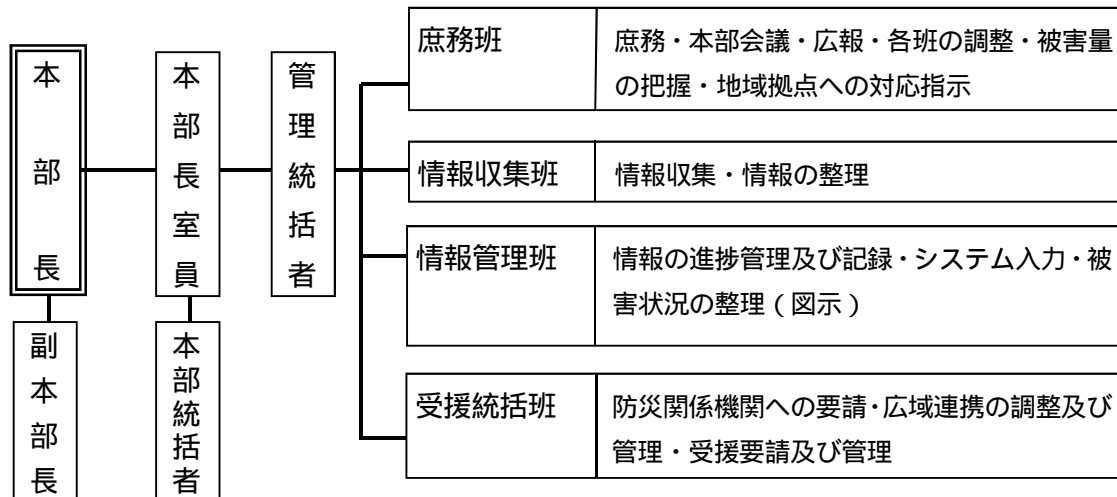 本部長
副本部長
本部長室員
本部統括者
管理統括者
庶務班
庶務・本部会議・広報・各班の調整・被害量
の把握・地域拠点への対応指示
情報収集班
情報収集・情報の整理
情報管理班
情報の進捗管理及び記録・システム入力・被
害状況の整理(図示)
受援統括班
防災関係機関への要請・広域連携の調整及び
管理・受援要請及び管理